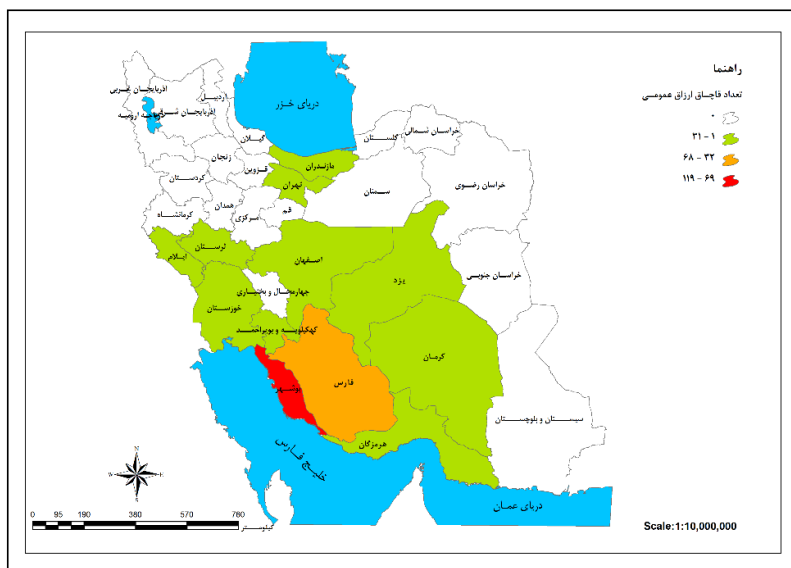 راهنما
تعداد قاچاق ارزاق عمومی
۰
۱ - ۳۱
۳۲ - ۶۸
۶۹ - ۱۱۹
دریای خزر
آذربایجان غربی
اردبیل
آذربایجان شرقی
گیلان
زنجان
قزوین
مازندران
گلستان
خراسان شمالی
کردستان
تهران
سمنان
خراسان رضوی
همدان
مرکزی
قم
کرمانشاه
لرستان
ایلام
اصفهان
یزد
خراسان جنوبی
چهارمحال و بختیاری
خوزستان
کهکیلویه و بویراحمد
کرمان
فارس
بوشهر
سیستان و بلوچستان
هرمزگان
خلیج فارس
دریای عمان
N
W
E
S
0 95 190 380 570 780
کیلومتر
Scale:1:10,000,000